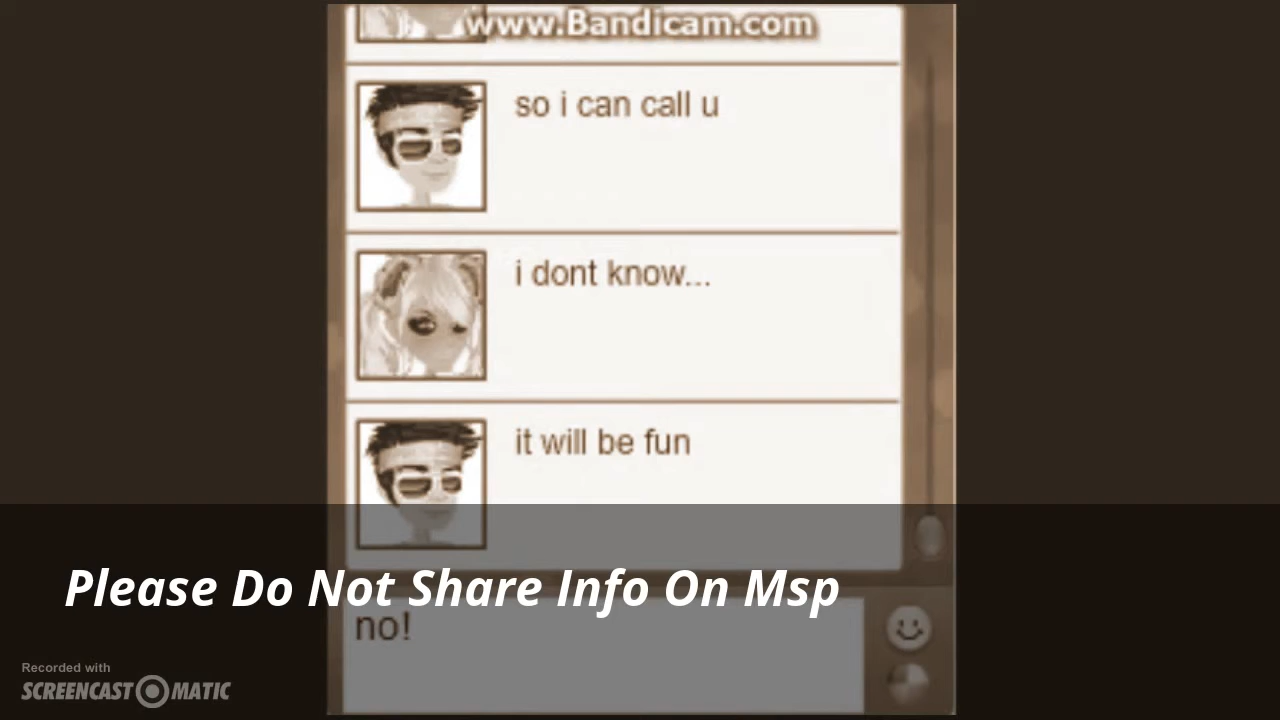 www.Bandicam.com
so i can call u
i dont know...
it will be fun
Please Do Not Share Info On Msp
no!
Recorded with
SCREENCAST MATIC